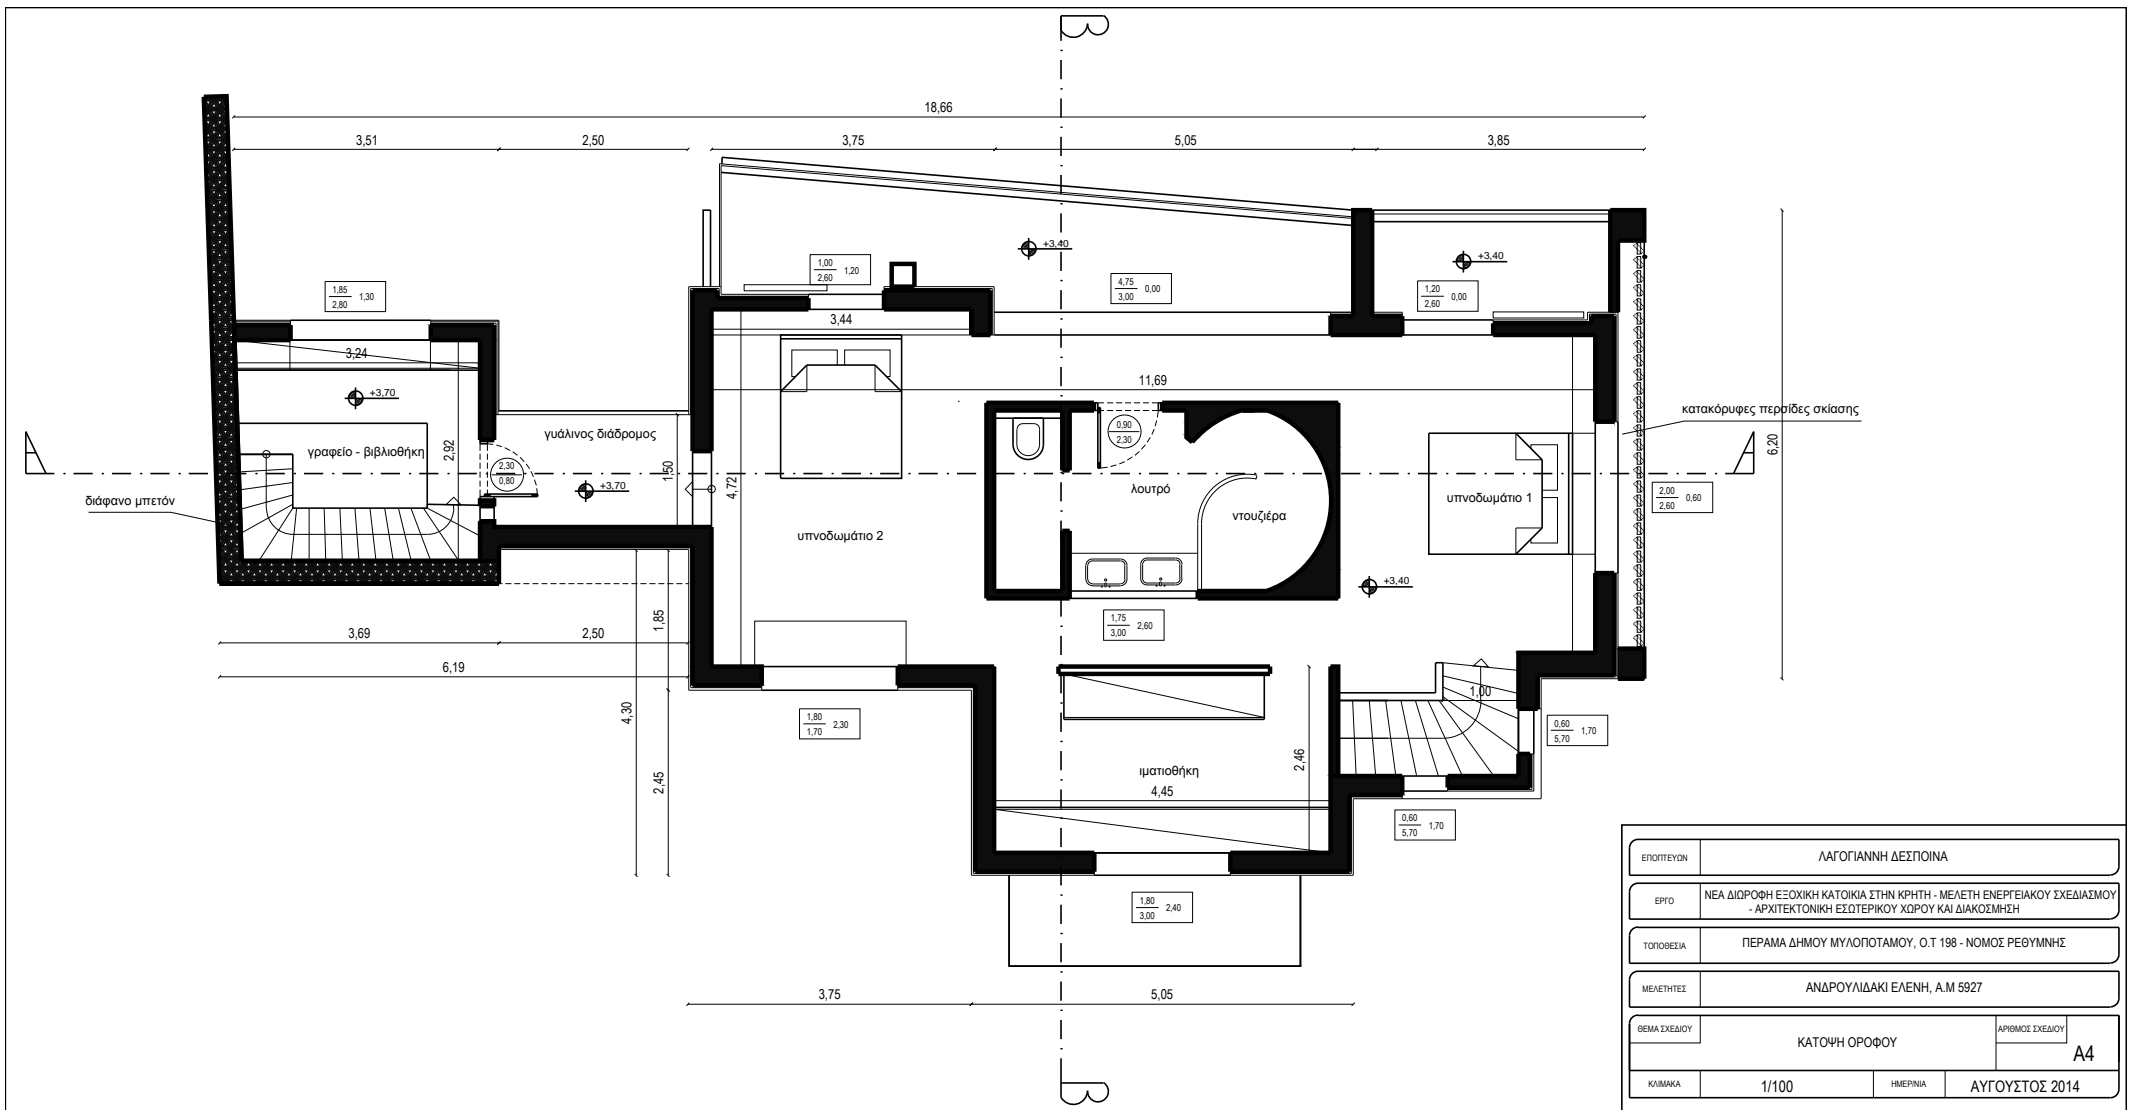 B
18,66
3,51
2,50
3,75
5,05
3,85
+3,40
+3,40
1,00
2,60
1,20
4,75
3,00
0,00
1,20
2,60
0,00
1,85
2,80
1,30
3,44
3,24
11,69
+3,70
κατακόρυφες περσίδες σκίασης
6,20
0,90
2,30
γυάλινος διάδρομος
γραφείο - βιβλιοθήκη
2,92
A
A
2,30
0,80
1,50
4,72
+3,70
λουτρό
υπνοδωμάτιο 1
2,00
2,60
0,60
διάφανο μπετόν
ντουζιέρα
υπνοδωμάτιο 2
+3,40
1,85
1,75
3,00
2,60
3,69
2,50
6,19
4,30
1,00
1,80
1,70
2,30
0,60
5,70
1,70
2,46
2,45
ιματιοθήκη
4,45
0,60
5,70
1,70
1,80
3,00
2,40
3,75
5,05
B
ΕΠΟΠΤΕΥΩΝ
ΛΑΓΟΓΙΑΝΝΗ ΔΕΣΠΟΙΝΑ
ΕΡΓΟ
ΝΕΑ ΔΙΩΡΟΦΗ ΕΞΟΧΙΚΗ ΚΑΤΟΙΚΙΑ ΣΤΗΝ ΚΡΗΤΗ - ΜΕΛΕΤΗ ΕΝΕΡΓΕΙΑΚΟΥ ΣΧΕΔΙΑΣΜΟΥ
- ΑΡΧΙΤΕΚΤΟΝΙΚΗ ΕΣΩΤΕΡΙΚΟΥ ΧΩΡΟΥ ΚΑΙ ΔΙΑΚΟΣΜΗΣΗ
ΤΟΠΟΘΕΣΙΑ
ΠΕΡΑΜΑ ΔΗΜΟΥ ΜΥΛΟΠΟΤΑΜΟΥ, Ο.Τ 198 - ΝΟΜΟΣ ΡΕΘΥΜΝΗΣ
ΜΕΛΕΤΗΤΕΣ
ΑΝΔΡΟΥΛΙΔΑΚΙ ΕΛΕΝΗ, Α.Μ 5927
ΘΕΜΑ ΣΧΕΔΙΟΥ
ΚΑΤΟΨΗ ΟΡΟΦΟΥ
ΑΡΙΘΜΟΣ ΣΧΕΔΙΟΥ
A4
ΚΛΙΜΑΚΑ
1/100
ΗΜΕΡ/ΝΙΑ
ΑΥΓΟΥΣΤΟΣ 2014